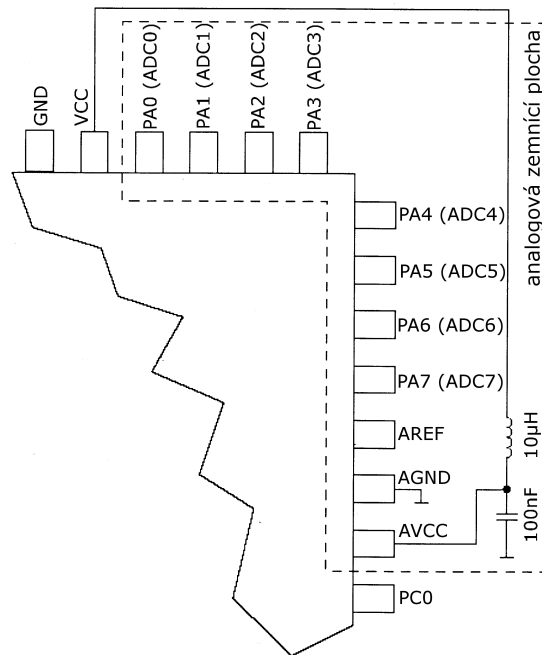 GND
VCC
PA0 (ADC0)
PA1 (ADC1)
PA2 (ADC2)
PA3 (ADC3)
analogová zemnící plocha
PA4 (ADC4)
PA5 (ADC5)
PA6 (ADC6)
PA7 (ADC7)
AREF
10µH
AGND
100nF
AVCC
PC0